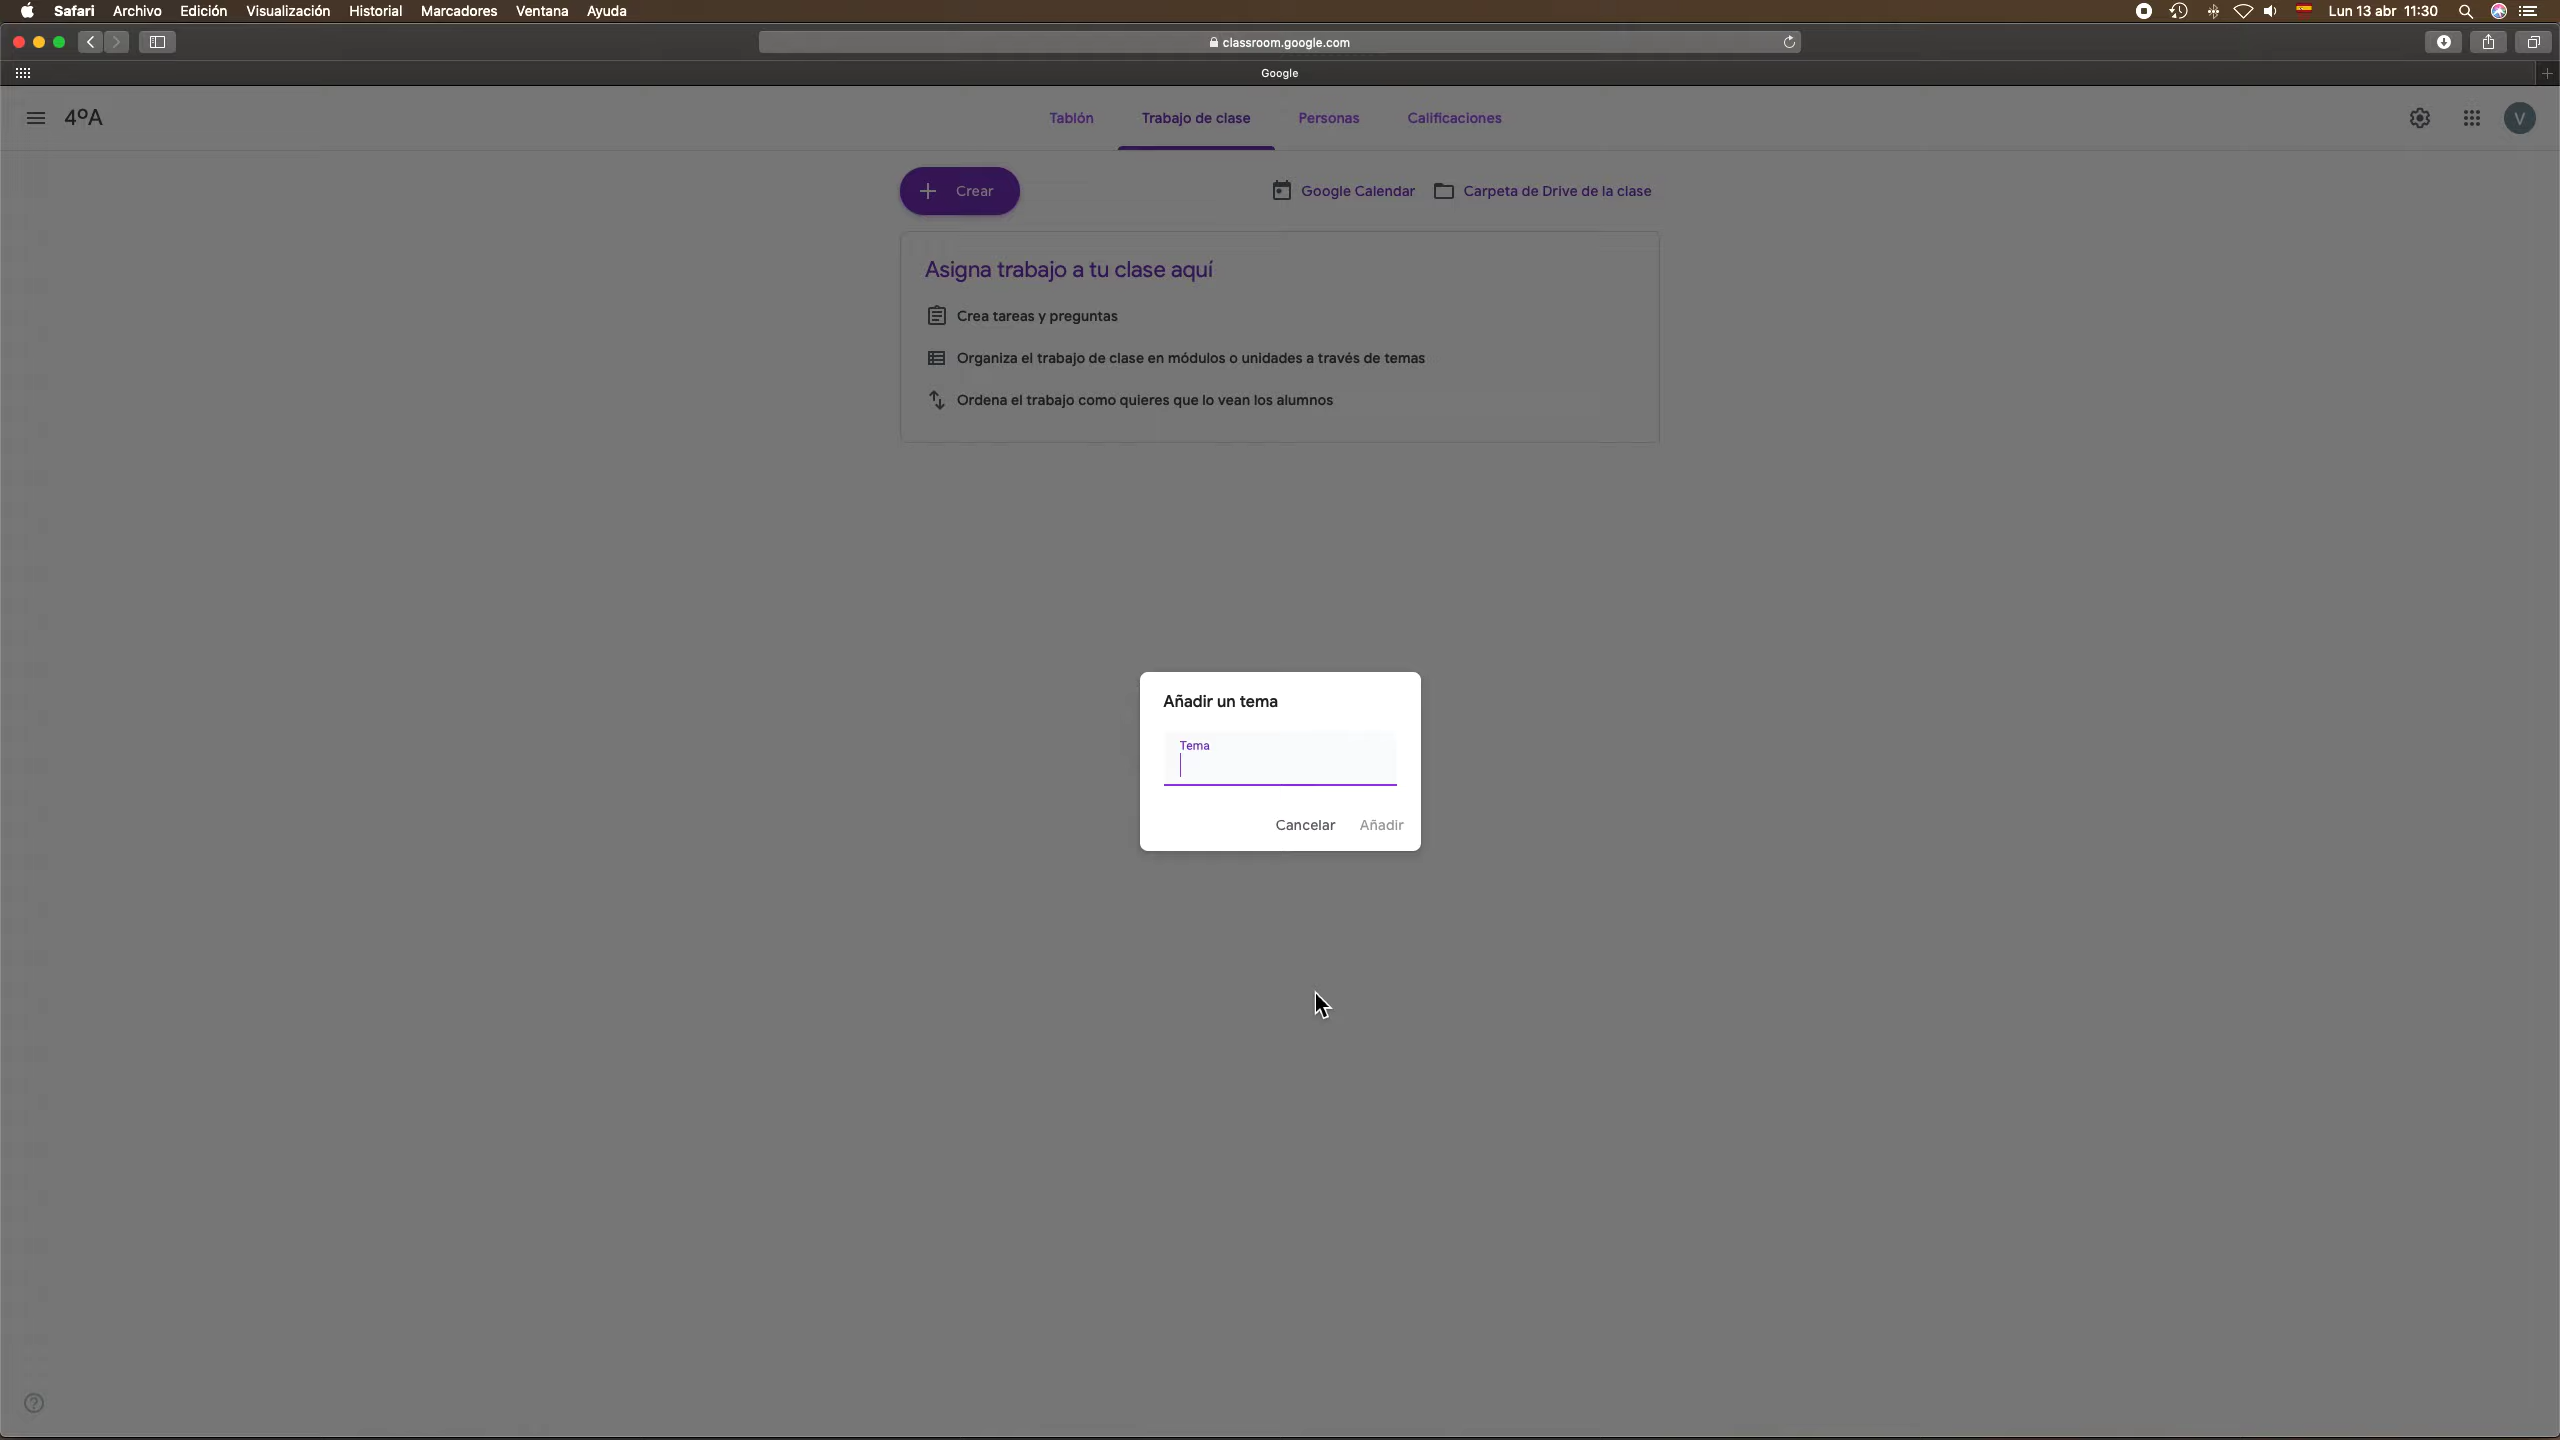 Safari Archivo Edición Visualización Historial Marcadores Ventana Ayuda Lun 13 abr 11:30
classroom.google.com
Google
4ºA Tablón Trabajo de clase Personas Calificaciones V
Crear Google Calendar Carpeta de Drive de la clase
Asigna trabajo a tu clase aquí
Crea tareas y preguntas
Organiza el trabajo de clase en módulos o unidades a través de temas
Ordena el trabajo como quieres que lo vean los alumnos
Añadir un tema
Tema
Cancelar Añadir